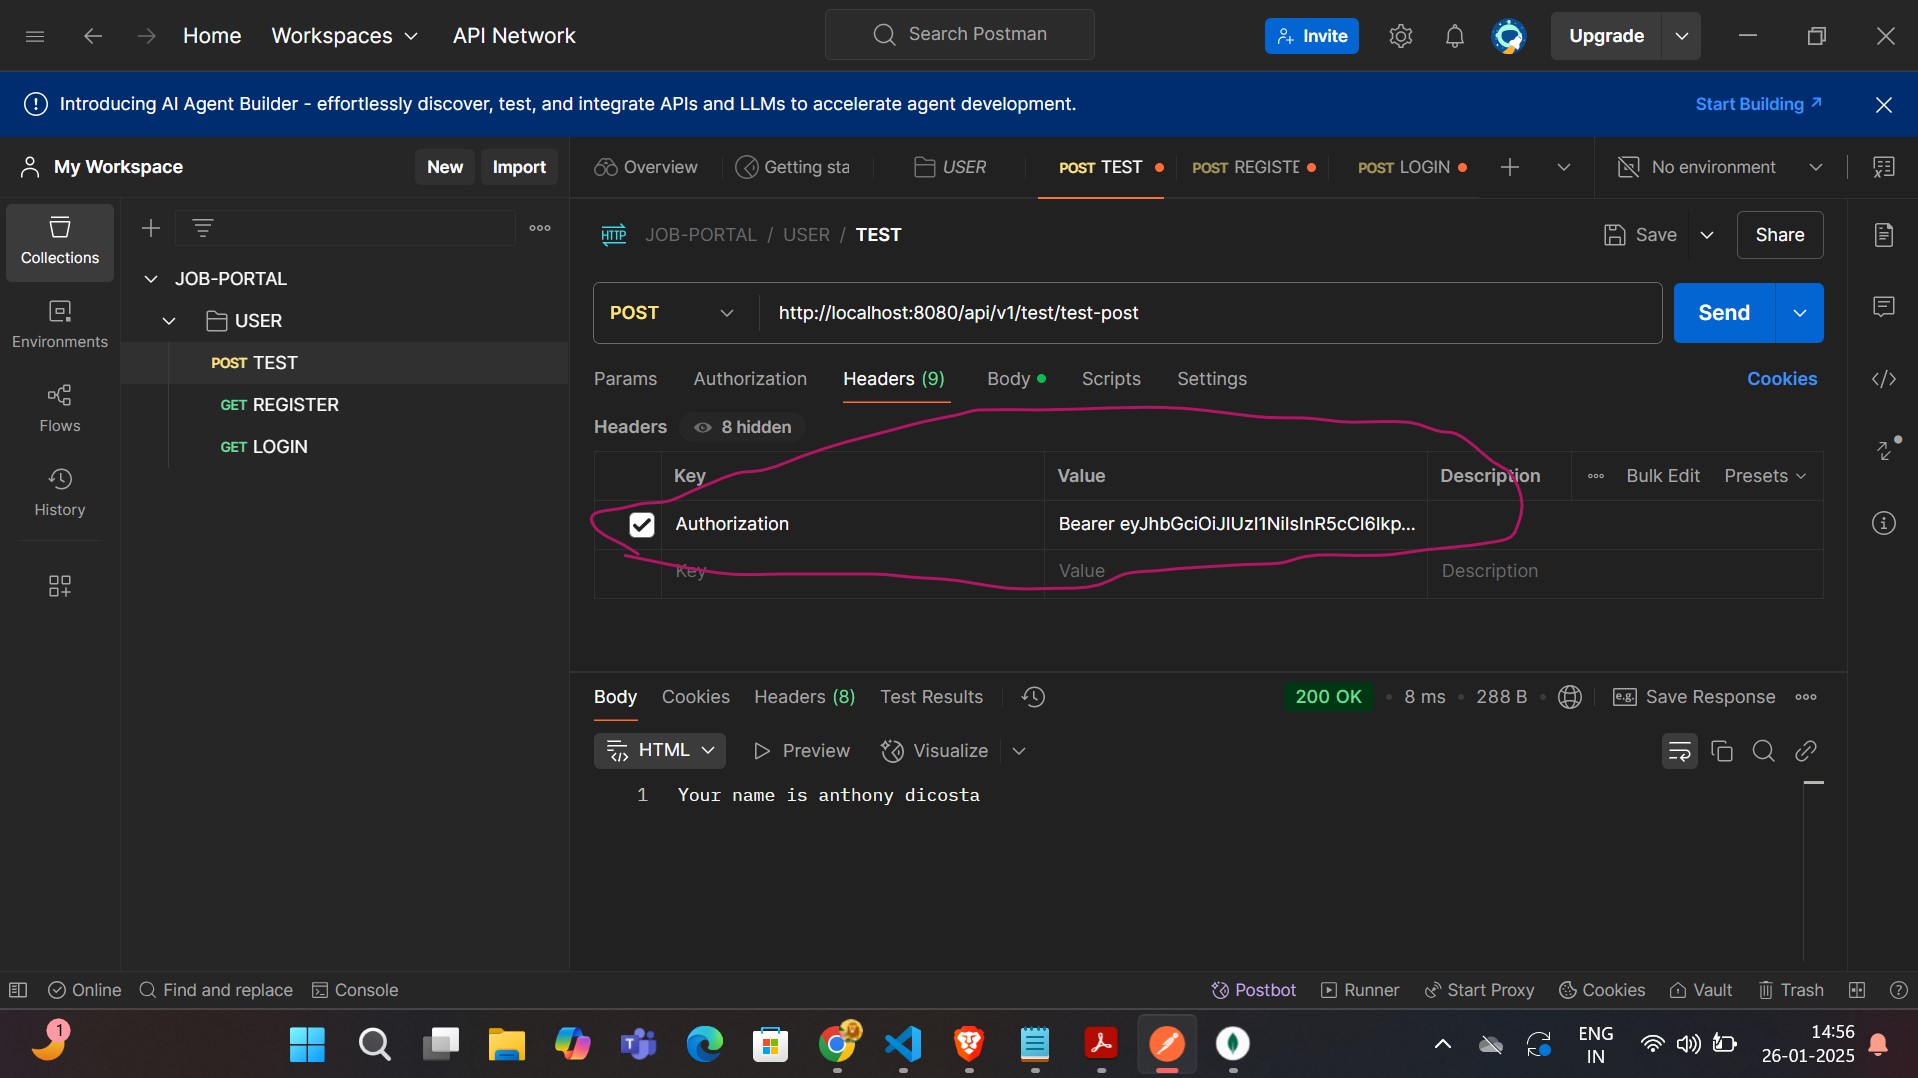 Home Workspaces API Network Search Postman Invite Upgrade
Introducing AI Agent Builder - effortlessly discover, test, and integrate APIs and LLMs to accelerate agent development. Start Building ↗
My Workspace New Import Overview Getting sta USER POST TEST POST REGISTE POST LOGIN No environment
Collections
Environments
Flows
History
JOB-PORTAL
USER
POST TEST
GET REGISTER
GET LOGIN
HTTP JOB-PORTAL / USER / TEST Save Share
POST http://localhost:8080/api/v1/test/test-post Send
Params Authorization Headers (9) Body Scripts Settings Cookies
Headers 8 hidden
Key Value Description Bulk Edit Presets
Authorization Bearer eyJhbGciOiJIUzI1NiIsInR5cCI6Ikp...
Key Value Description
Body Cookies Headers (8) Test Results 200 OK • 8 ms • 288 B • e.g. Save Response
HTML Preview Visualize
1 Your name is anthony dicosta
Online Find and replace Console Postbot Runner Start Proxy Cookies Vault Trash
1
ENG
IN
14:56
26-01-2025